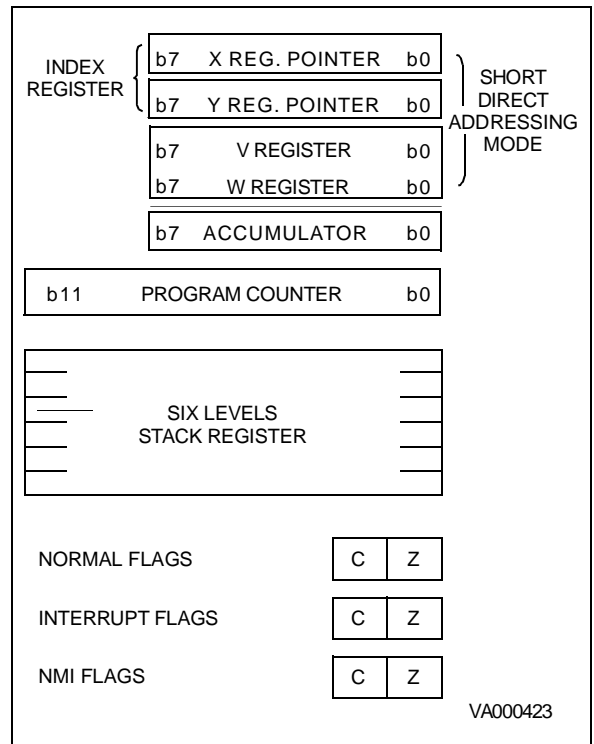 INDEX
REGISTER
b7 X REG. POINTER b0
b7 Y REG. POINTER b0
b7 V REGISTER b0
b7 W REGISTER b0
SHORT
DIRECT
ADDRESSING
MODE
b7 ACCUMULATOR b0
b11 PROGRAM COUNTER b0
SIX LEVELS
STACK REGISTER
NORMAL FLAGS C Z
INTERRUPT FLAGS C Z
NMI FLAGS C Z
VA000423